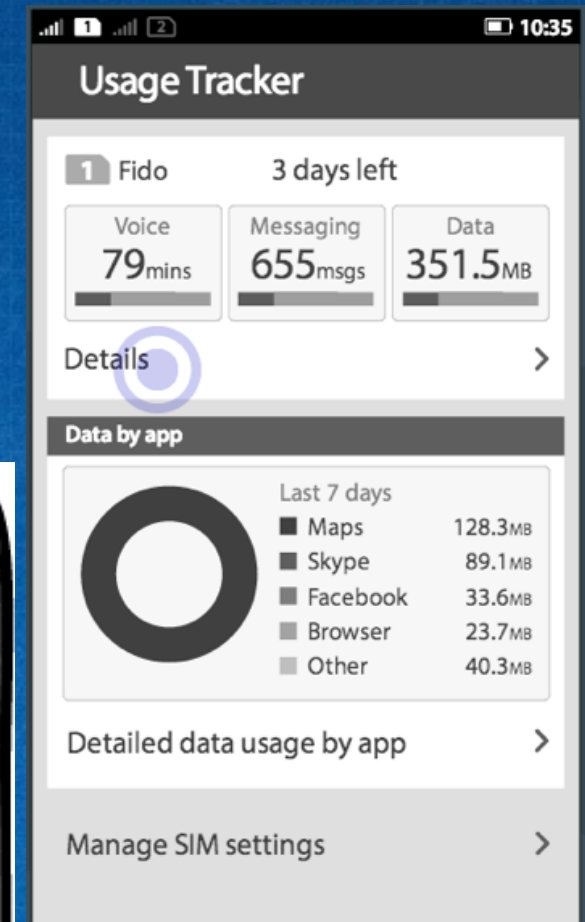 1 2 10:35
Usage Tracker
1 Fido 3 days left
Voice Messaging Data
79mins 655msgs 351.5MB
Details
Data by app
Last 7 days
Maps 128.3MB
Skype 89.1MB
Facebook 33.6MB
Browser 23.7MB
Other 40.3MB
Detailed data usage by app
Manage SIM settings